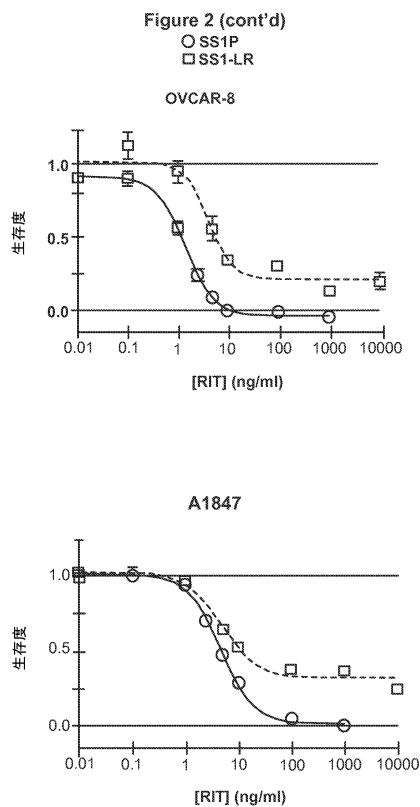 Figure 2 (cont'd)
SS1P
SS1-LR
OVCAR-8
1.0
0.5
0.0
生存度
0.01 0.1 1 10 100 1000 10000
[RIT] (ng/ml)
A1847
1.0
0.5
0.0
生存度
0.01 0.1 1 10 100 1000 10000
[RIT] (ng/ml)